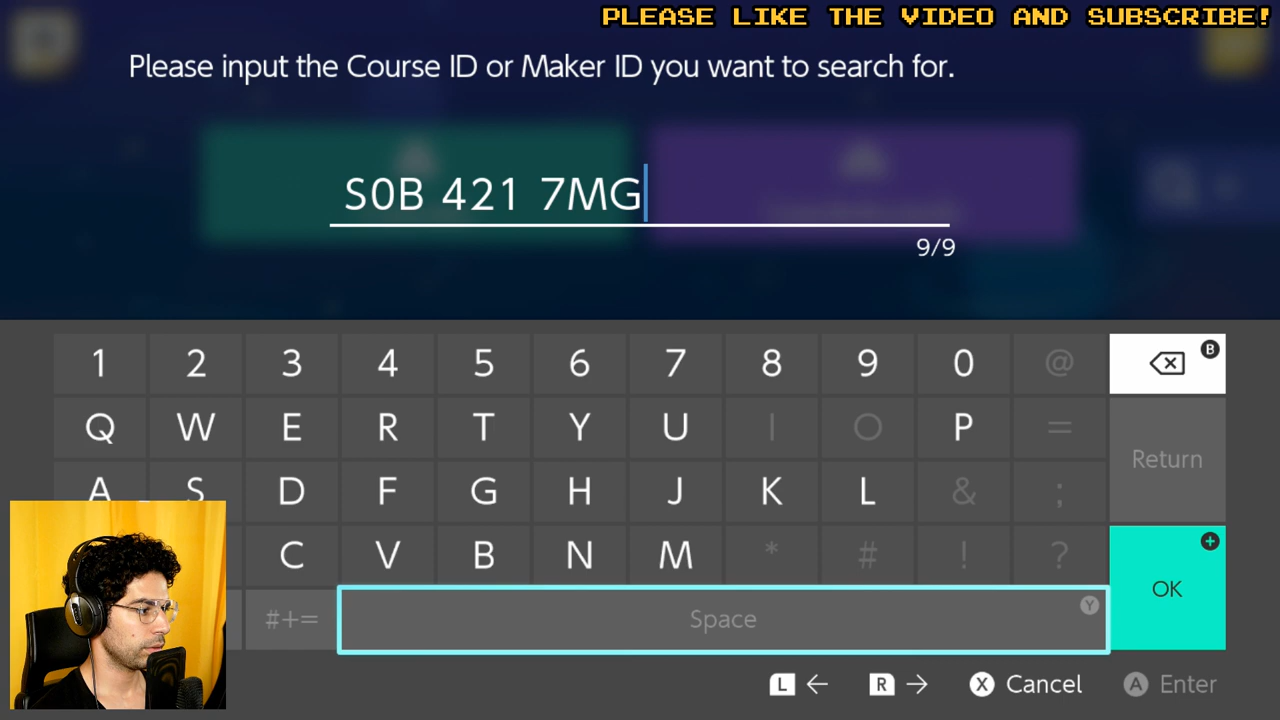 PLEASE LIKE THE VIDEO AND SUBSCRIBE!
Please input the Course ID or Maker ID you want to search for.
S0B 421 7MG
9/9
1 2 3 4 5 6 7 8 9 0 @ B
Q W E R T Y U I O P =
Return
A S D F G H J K L & ;
C V B N M * # ! ? +
OK
#+= Space Y
L ← R → X Cancel A Enter